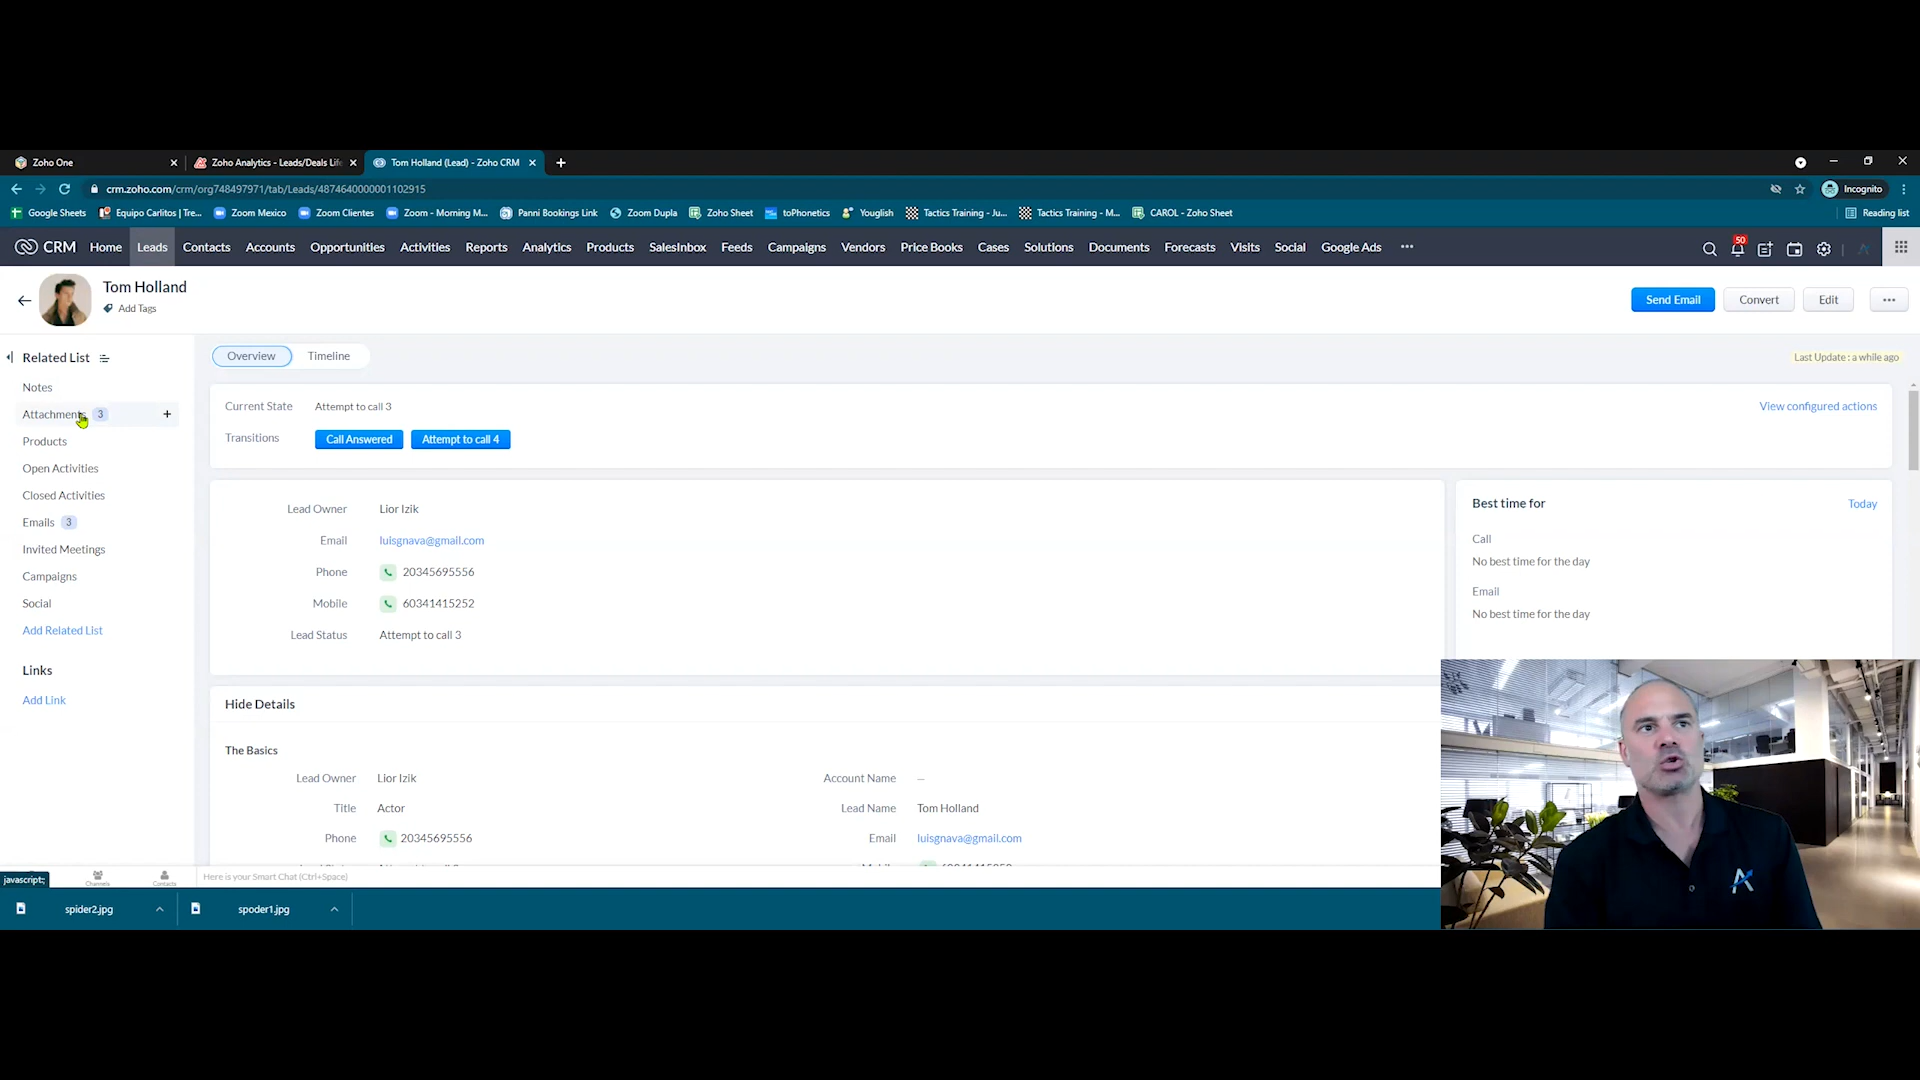 Zoho One
Zoho Analytics - Leads/Deals Life
Tom Holland (Lead) - Zoho CRM
crm.zoho.com/crm/org748497971/tab/Leads/4874640000001102915
Incognito
Google Sheets
Equipo Carlitos | Tre...
Zoom Mexico
Zoom Clientes
Zoom - Morning M...
Panni Bookings Link
Zoom Dupla
Zoho Sheet
toPhonetics
Youglish
Tactics Training - Ju...
Tactics Training - M...
CAROL - Zoho Sheet
Reading list
CRM Home Leads Contacts Accounts Opportunities Activities Reports Analytics Products SalesInbox Feeds Campaigns Vendors Price Books Cases Solutions Documents Forecasts Visits Social Google Ads
50
Tom Holland
Add Tags
Send Email Convert Edit
Related List
Notes
Attachments 3
Products
Open Activities
Closed Activities
Emails 3
Invited Meetings
Campaigns
Social
Add Related List
Links
Add Link
Overview Timeline
Last Update : a while ago
Current State Attempt to call 3
View configured actions
Transitions Call Answered Attempt to call 4
Lead Owner Lior Izik
Email luisgnava@gmail.com
Phone 20345695556
Mobile 60341415252
Lead Status Attempt to call 3
Best time for Today
Call
No best time for the day
Email
No best time for the day
Hide Details
The Basics
Lead Owner Lior Izik
Account Name —
Title Actor
Lead Name Tom Holland
Phone 20345695556
Email luisgnava@gmail.com
javascript:;
Channels
Contacts
Here is your Smart Chat (Ctrl+Space)
spider2.jpg
spoder1.jpg